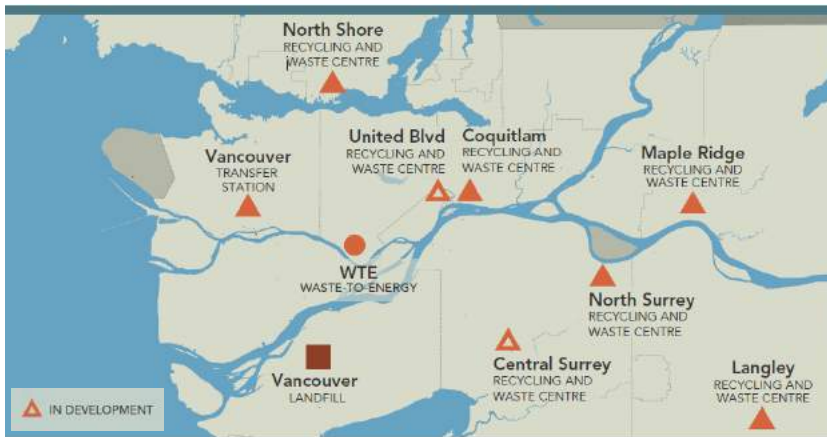 North Shore
RECYCLING AND
WASTE CENTRE
United Blvd
RECYCLING AND
WASTE CENTRE
Coquitlam
RECYCLING AND
WASTE CENTRE
Vancouver
TRANSFER
STATION
Maple Ridge
RECYCLING AND
WASTE CENTRE
WTE
WASTE-TO-ENERGY
North Surrey
RECYCLING AND
WASTE CENTRE
Vancouver
LANDFILL
Central Surrey
RECYCLING AND
WASTE CENTRE
Langley
RECYCLING AND
WASTE CENTRE
IN DEVELOPMENT